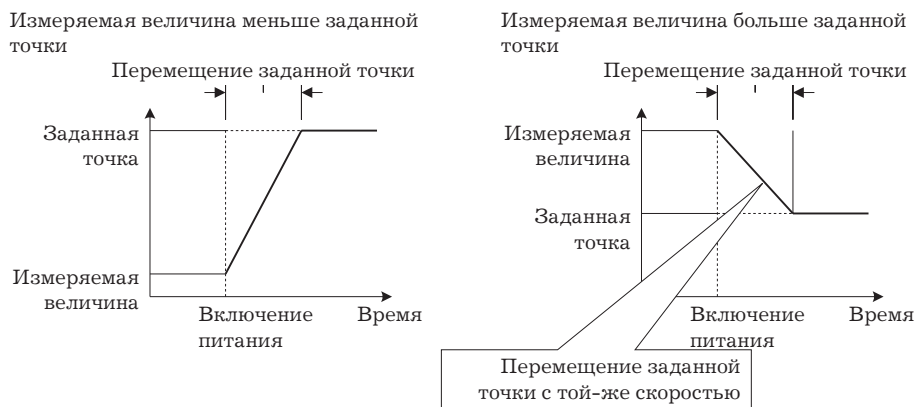 Измеряемая величина меньше заданной
точки
Перемещение заданной точки
Заданная
точка
Измеряемая
величина
Включение
питания
Время
Измеряемая величина больше заданной
точки
Перемещение заданной точки
Измеряемая
величина
Заданная
точка
Включение
питания
Время
Перемещение заданной
точки с той-же скоростью